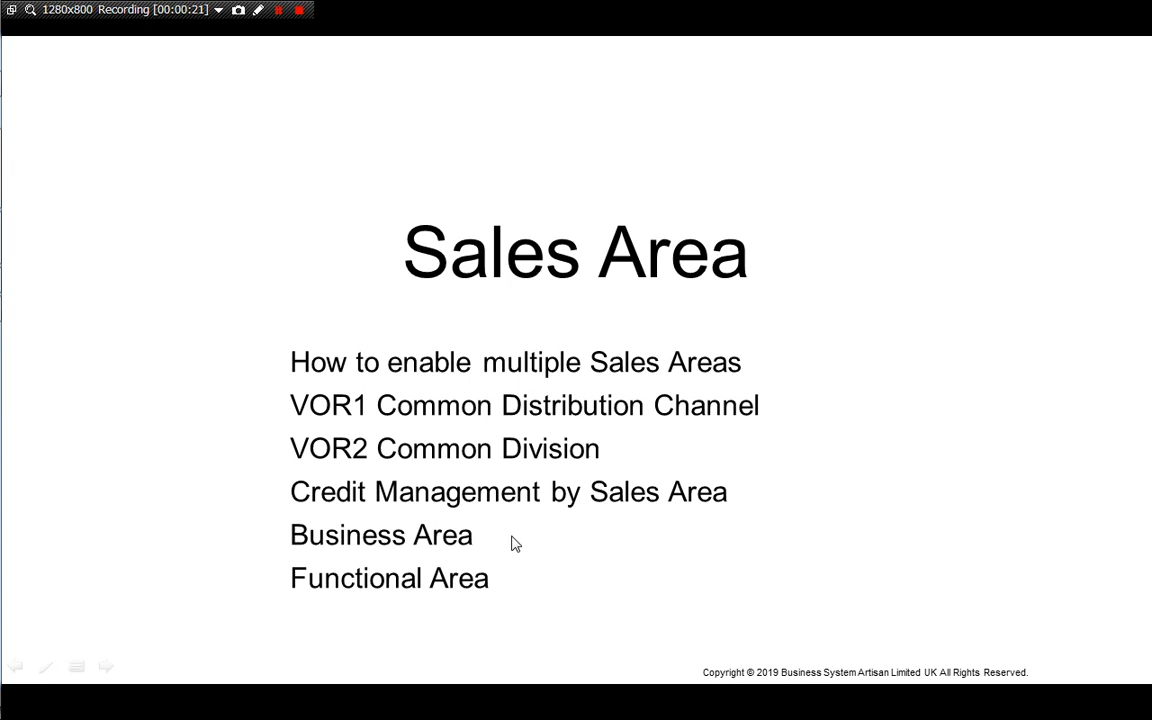 1280x800 Recording [00:00:21]
Sales Area
How to enable multiple Sales Areas
VOR1 Common Distribution Channel
VOR2 Common Division
Credit Management by Sales Area
Business Area
Functional Area
Copyright © 2019 Business System Artisan Limited UK All Rights Reserved.